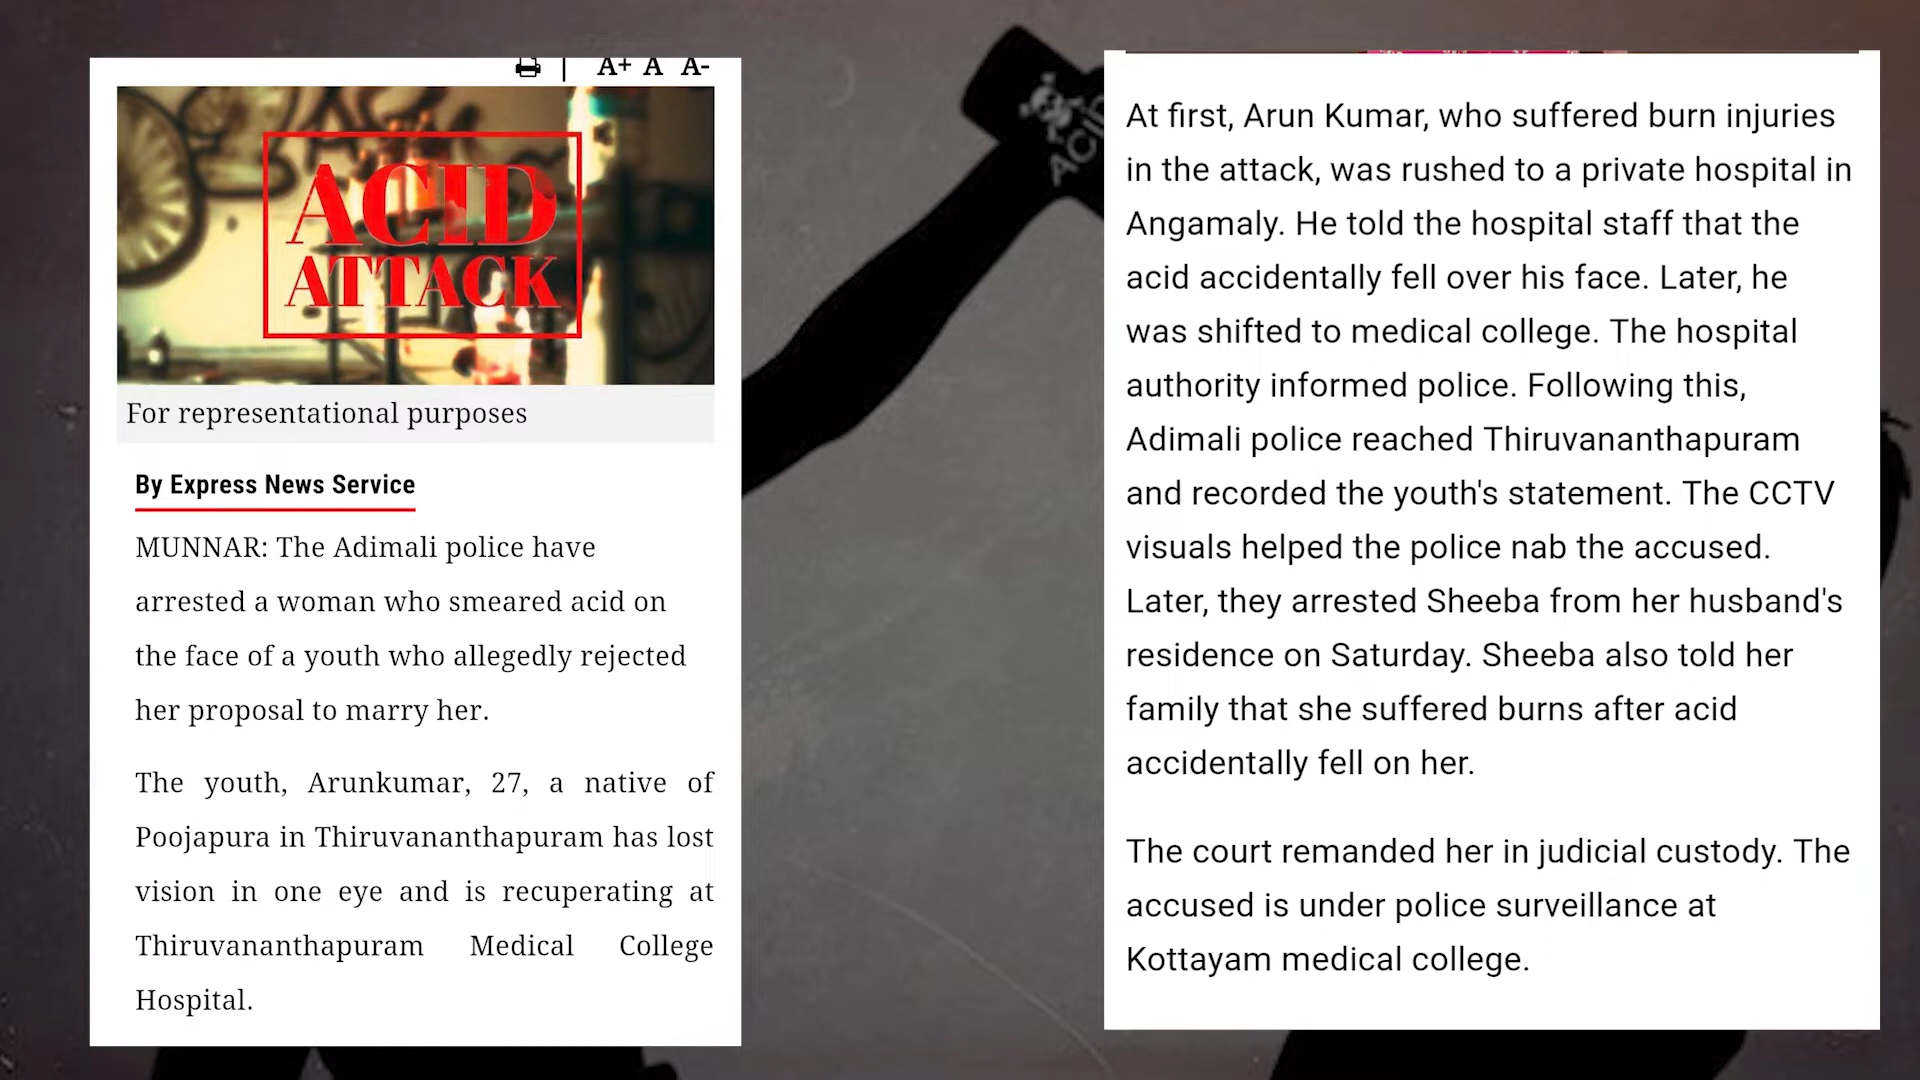 A+ A A-
ACID
ATTACK
For representational purposes
By Express News Service
MUNNAR: The Adimali police have
arrested a woman who smeared acid on
the face of a youth who allegedly rejected
her proposal to marry her.
The youth, Arunkumar, 27, a native of
Poojapura in Thiruvananthapuram has lost
vision in one eye and is recuperating at
Thiruvananthapuram Medical College
Hospital.
ACID
At first, Arun Kumar, who suffered burn injuries
in the attack, was rushed to a private hospital in
Angamaly. He told the hospital staff that the
acid accidentally fell over his face. Later, he
was shifted to medical college. The hospital
authority informed police. Following this,
Adimali police reached Thiruvananthapuram
and recorded the youth's statement. The CCTV
visuals helped the police nab the accused.
Later, they arrested Sheeba from her husband's
residence on Saturday. Sheeba also told her
family that she suffered burns after acid
accidentally fell on her.
The court remanded her in judicial custody. The
accused is under police surveillance at
Kottayam medical college.